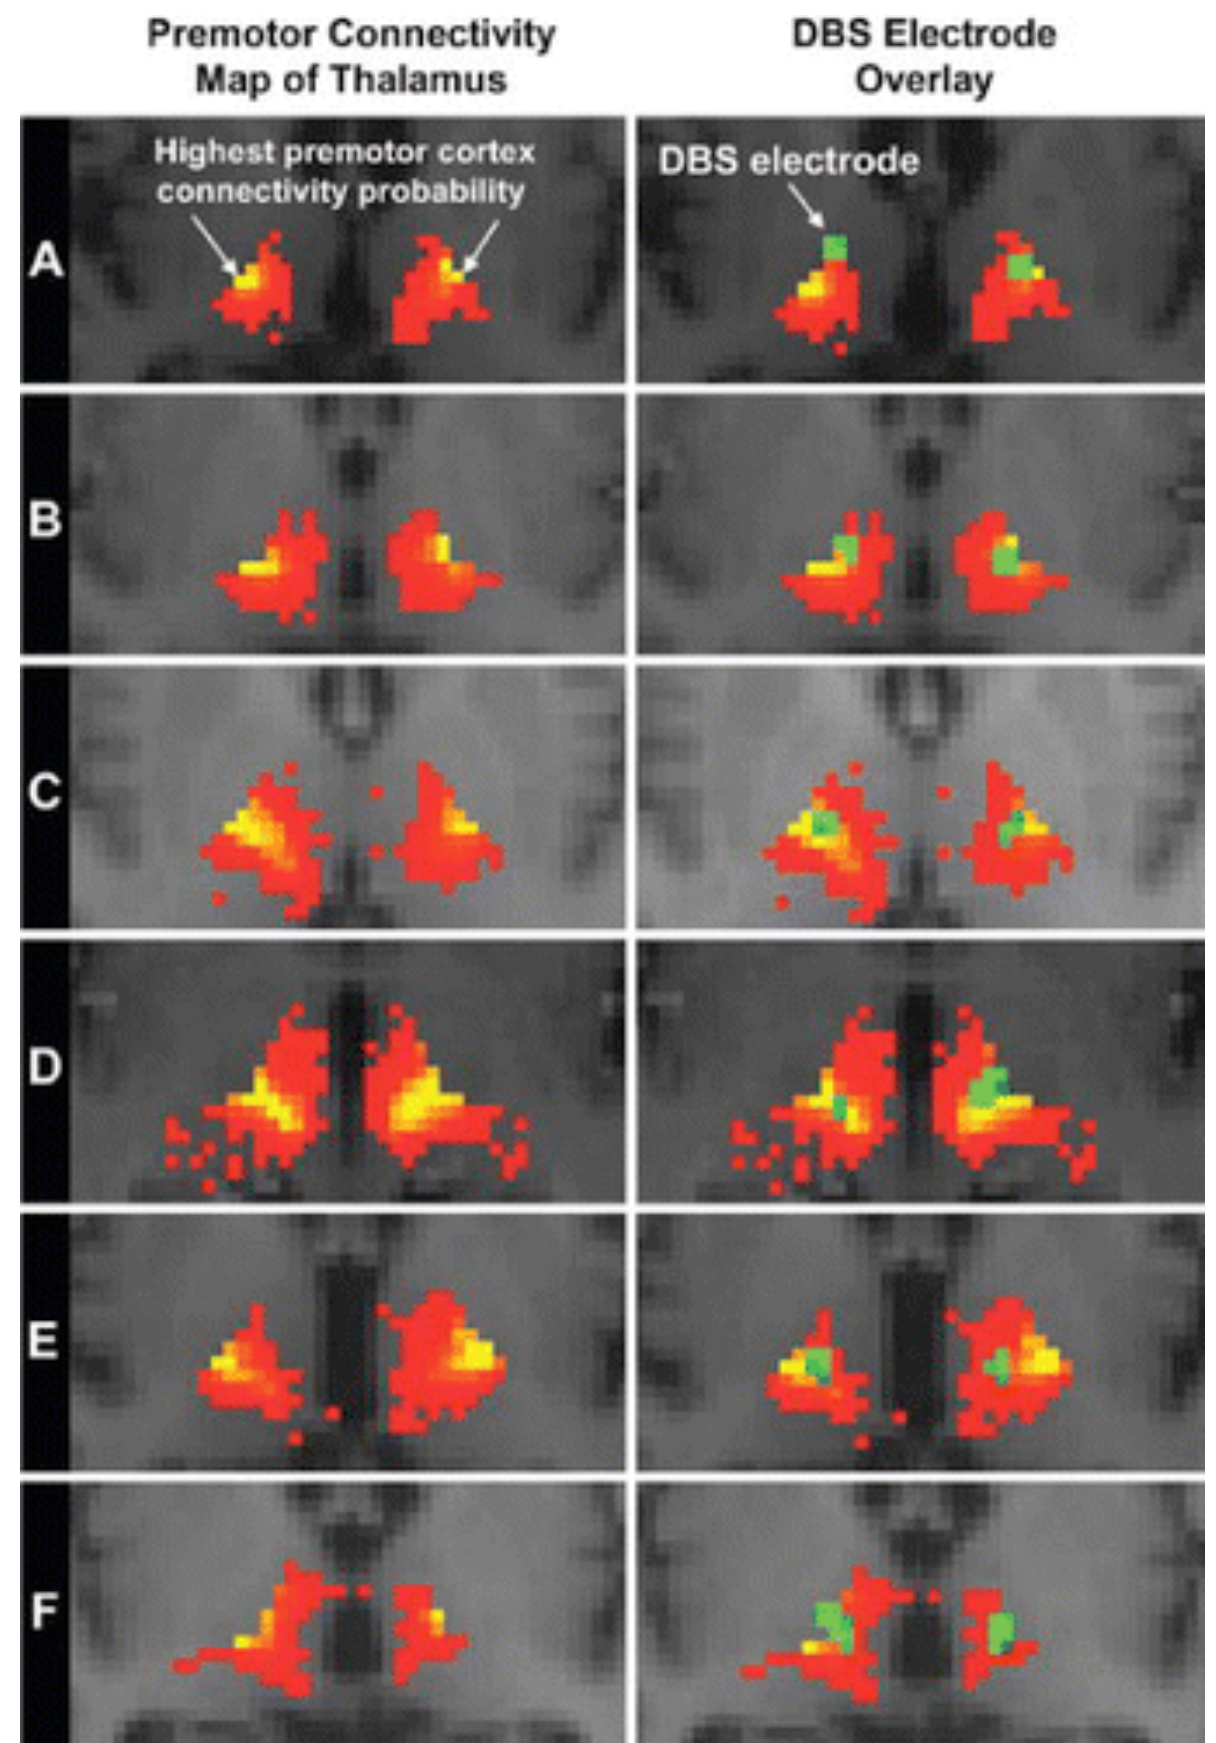 Premotor Connectivity
Map of Thalamus
DBS Electrode
Overlay
A
Highest premotor cortex
connectivity probability
DBS electrode
B
C
D
E
F